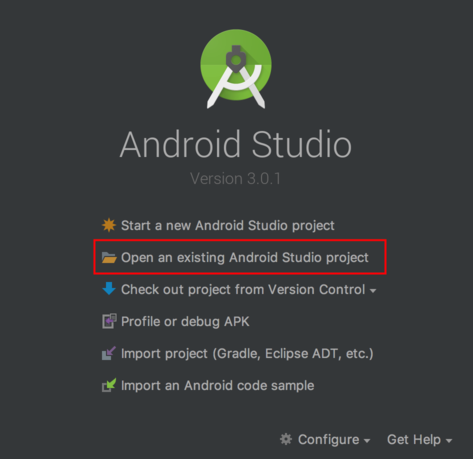 Android Studio
Version 3.0.1
Start a new Android Studio project
Open an existing Android Studio project
Check out project from Version Control
Profile or debug APK
Import project (Gradle, Eclipse ADT, etc.)
Import an Android code sample
Configure Get Help